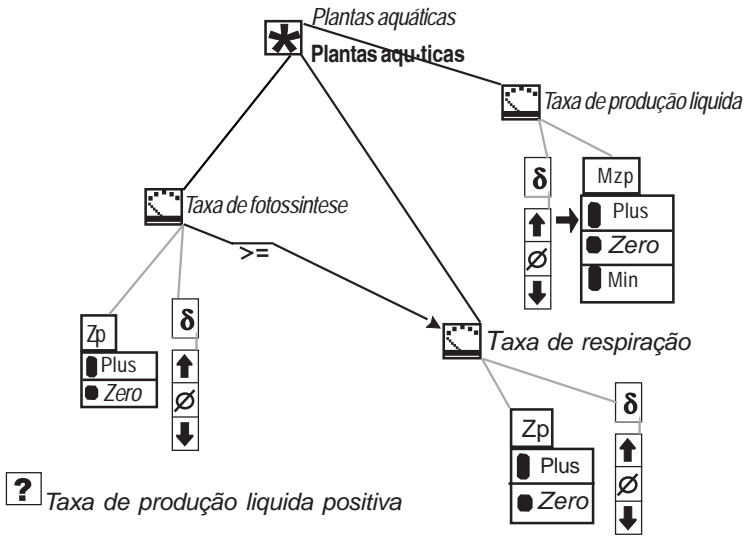 Plantas aquáticas
Plantas aqu·ticas
Taxa de produção liquida
δ
Mzp
Plus
Zero
Min
Taxa de fotossintese
>=
Zp
Plus
Zero
δ
Taxa de respiração
Zp
Plus
Zero
δ
? Taxa de produção liquida positiva